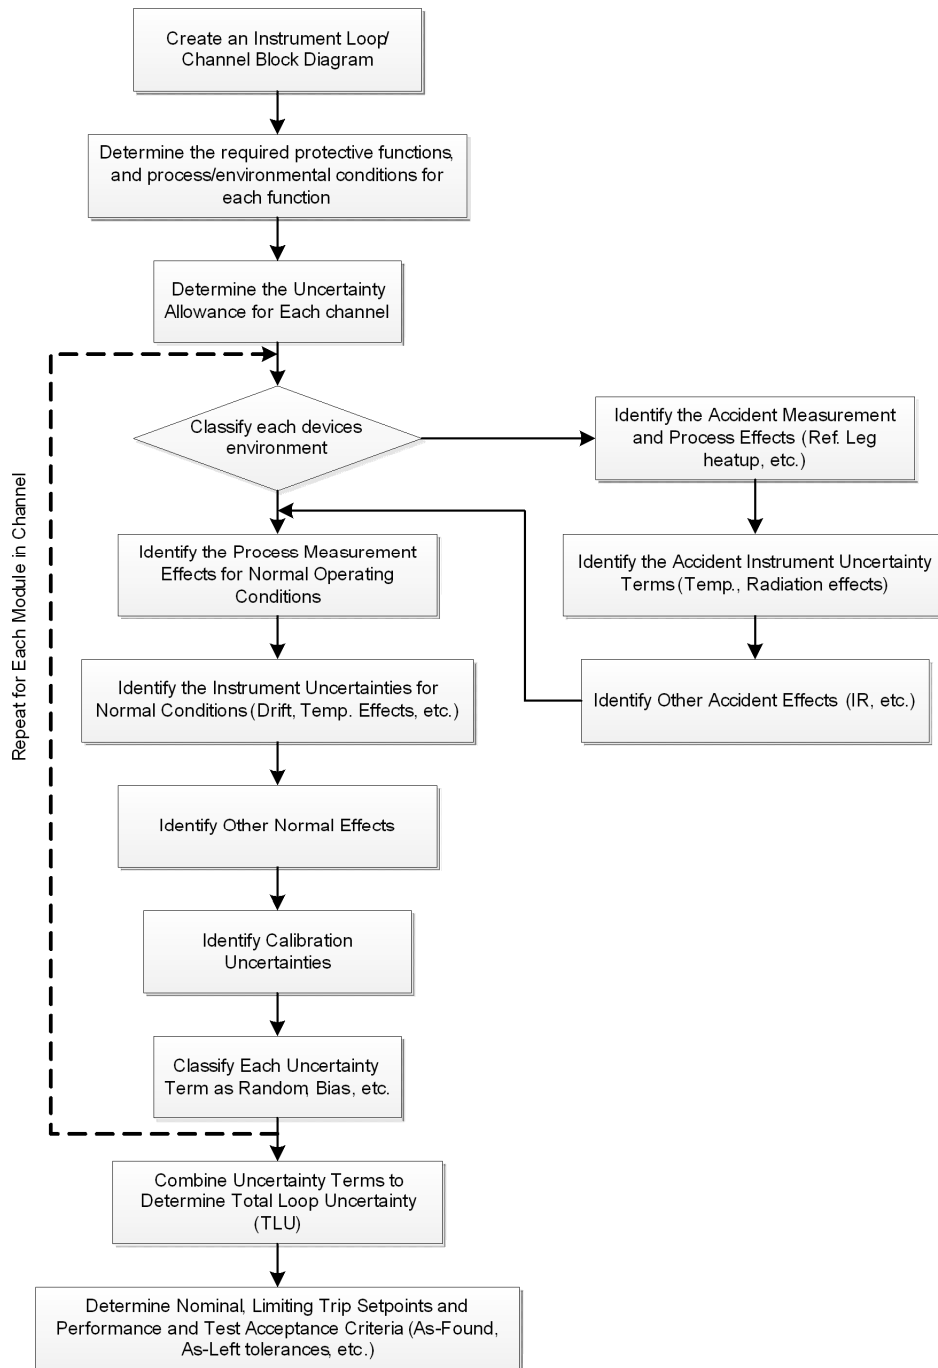 Create an Instrument Loop/
Channel Block Diagram
Determine the required protective functions,
and process/environmental conditions for
each function
Determine the Uncertainty
Allowance for Each channel
Classify each devices
environment
Identify the Accident Measurement
and Process Effects (Ref. Leg
heatup, etc.)
Identify the Process Measurement
Effects for Normal Operating
Conditions
Identify the Accident Instrument Uncertainty
Terms (Temp., Radiation effects)
Identify the Instrument Uncertainties for
Normal Conditions (Drift, Temp. Effects, etc.)
Identify Other Accident Effects (IR, etc.)
Repeat for Each Module in Channel
Identify Other Normal Effects
Identify Calibration
Uncertainties
Classify Each Uncertainty
Term as Random, Bias, etc.
Combine Uncertainty Terms to
Determine Total Loop Uncertainty
(TLU)
Determine Nominal, Limiting Trip Setpoints and
Performance and Test Acceptance Criteria (As-Found,
As-Left tolerances, etc.)